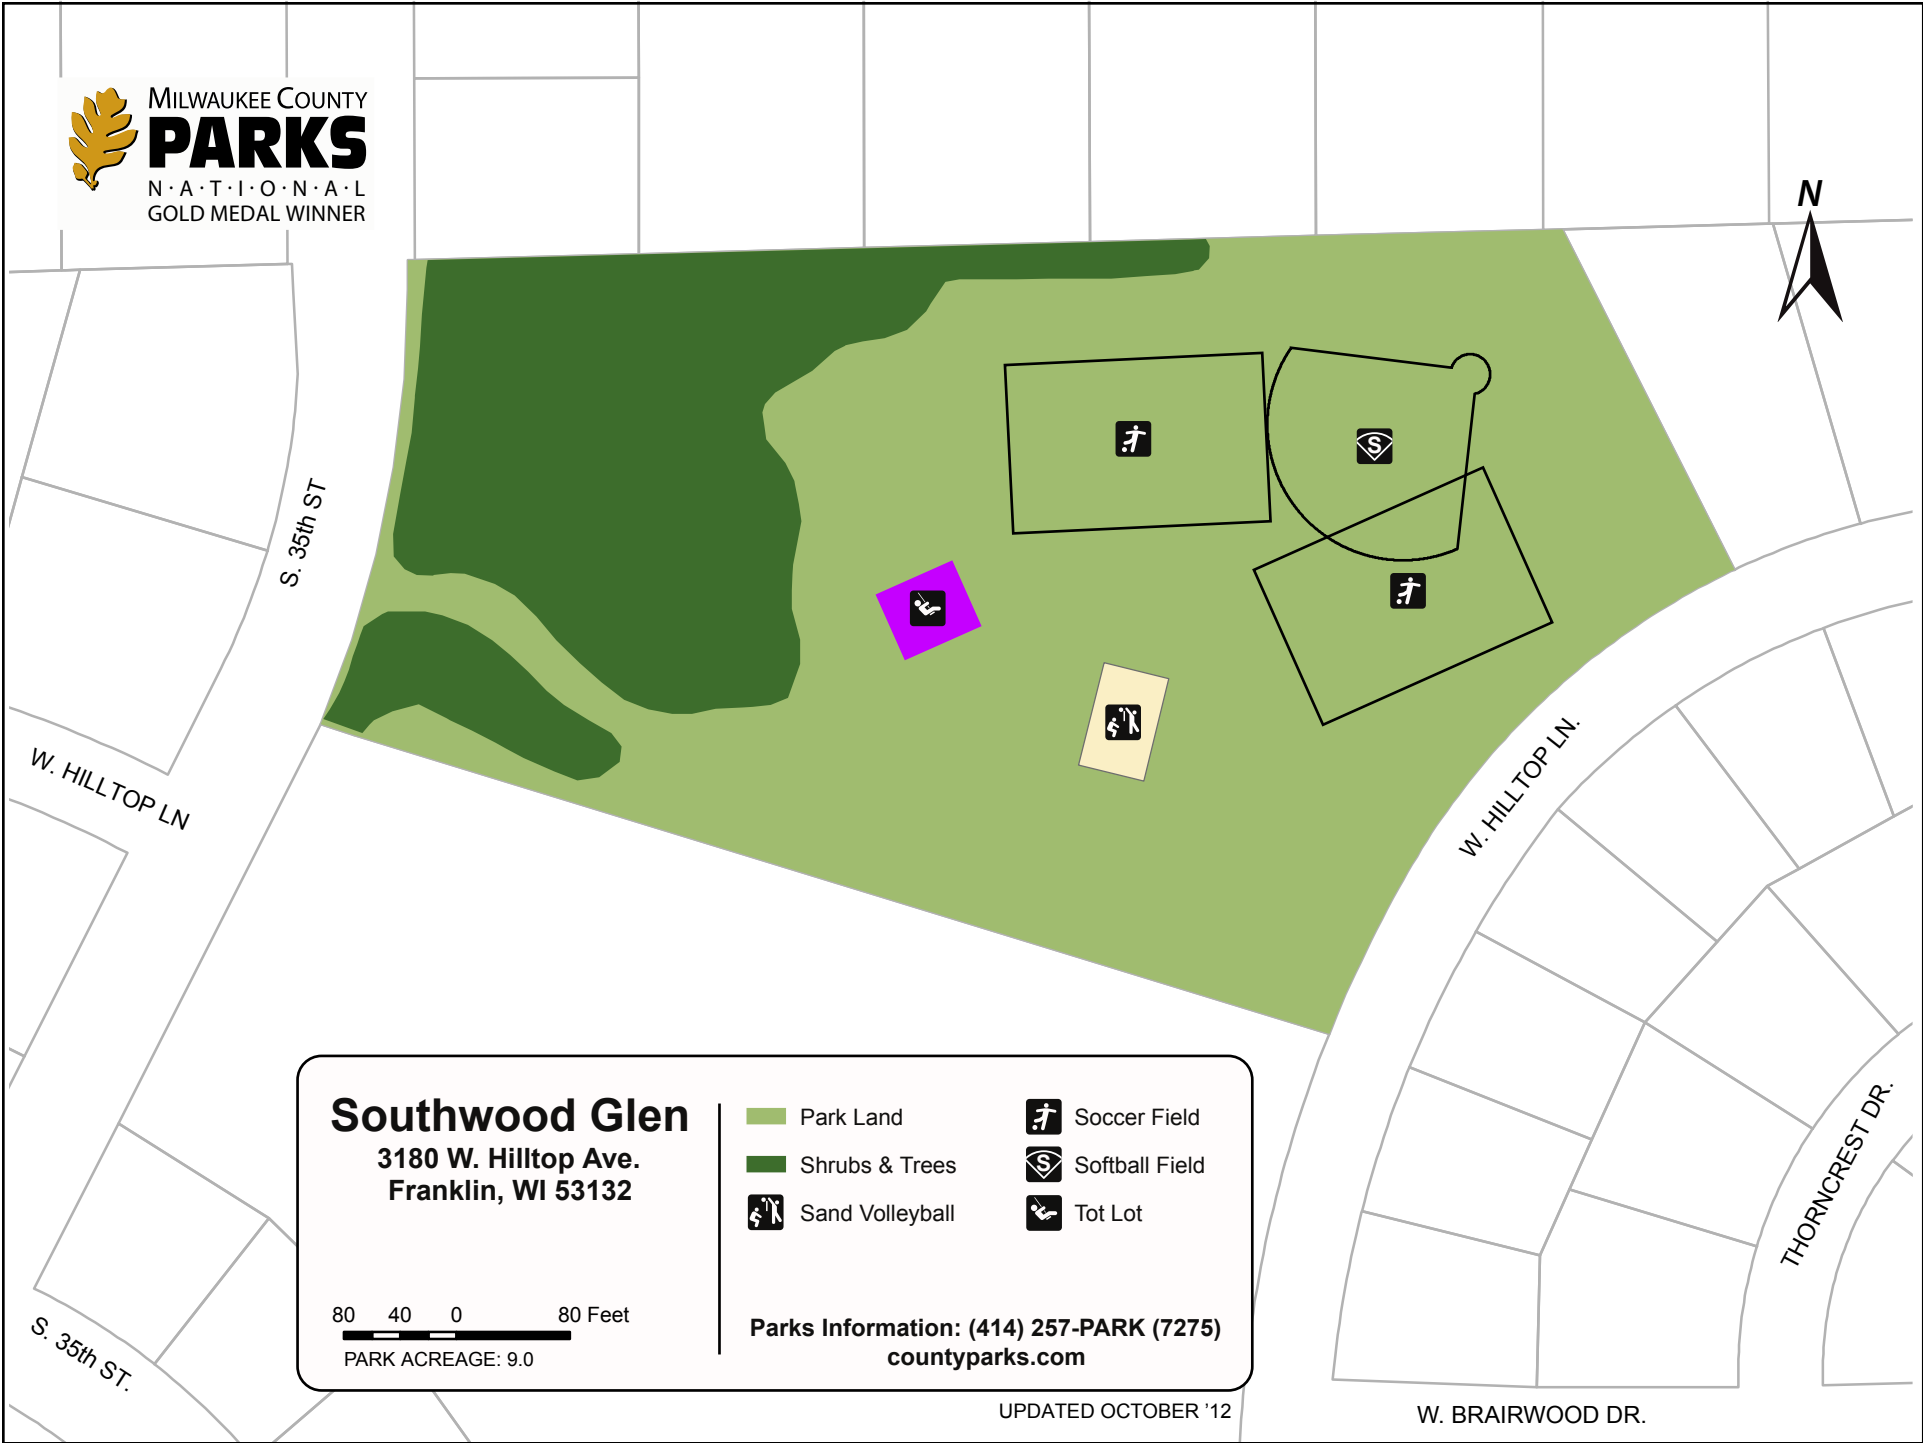 MILWAUKEE COUNTY
PARKS
N·A·T·I·O·N·A·L
GOLD MEDAL WINNER
N
S. 35th ST
S
W. HILLTOP LN
W. HILLTOP LN.
Southwood Glen
3180 W. Hilltop Ave.
Franklin, WI 53132
80 40 0 80 Feet
PARK ACREAGE: 9.0
Park Land
Shrubs & Trees
Sand Volleyball
Soccer Field
S Softball Field
Tot Lot
Parks Information: (414) 257-PARK (7275)
countyparks.com
THORNCREST DR.
S. 35th ST.
UPDATED OCTOBER '12
W. BRAIRWOOD DR.